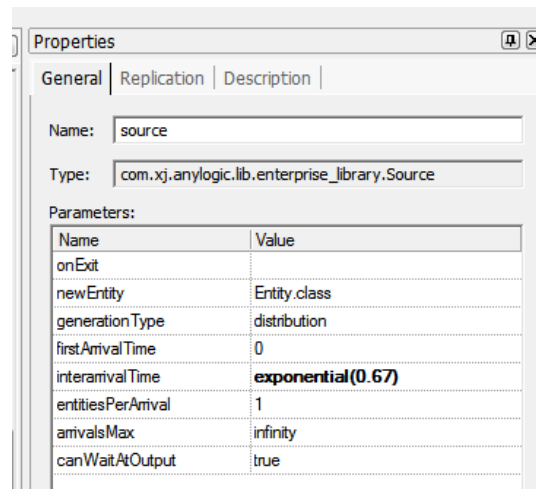 Properties
General Replication Description
Name: source
Type: com.xj.anylogic.lib.enterprise_library.Source
Parameters:
Name Value
onExit
newEntity Entity.class
generationType distribution
firstArrivalTime 0
interarrivalTime exponential(0.67)
entitiesPerArrival 1
arrivalsMax infinity
canWaitAtOutput true